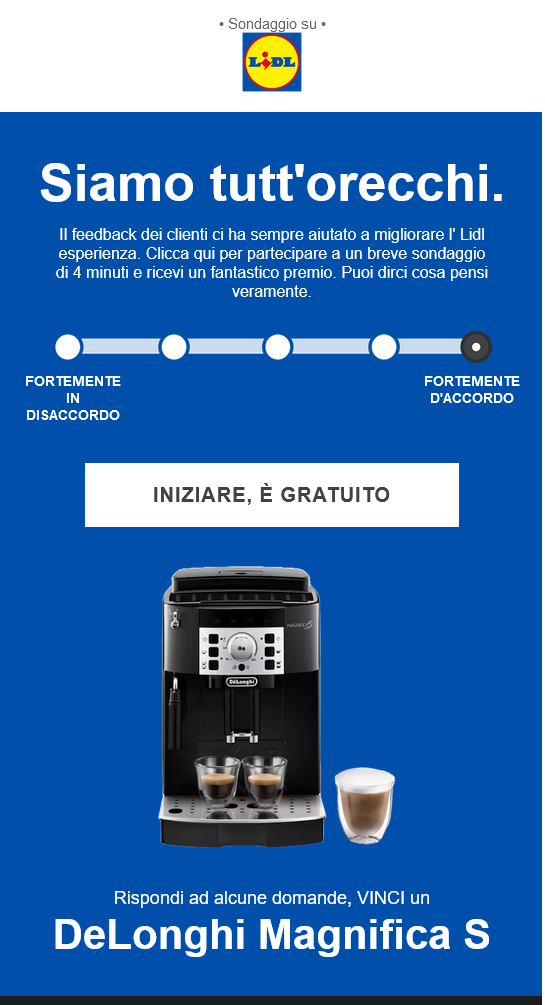 • Sondaggio su •
LIDL
Siamo tutt'orecchi.
Il feedback dei clienti ci ha sempre aiutato a migliorare l' Lidl
esperienza. Clicca qui per partecipare a un breve sondaggio
di 4 minuti e ricevi un fantastico premio. Puoi dirci cosa pensi
veramente.
FORTEMENTE
IN
DISACCORDO
FORTEMENTE
D'ACCORDO
INIZIARE, È GRATUITO
MAGNIFICA S
DeLonghi
Rispondi ad alcune domande, VINCI un
DeLonghi Magnifica S